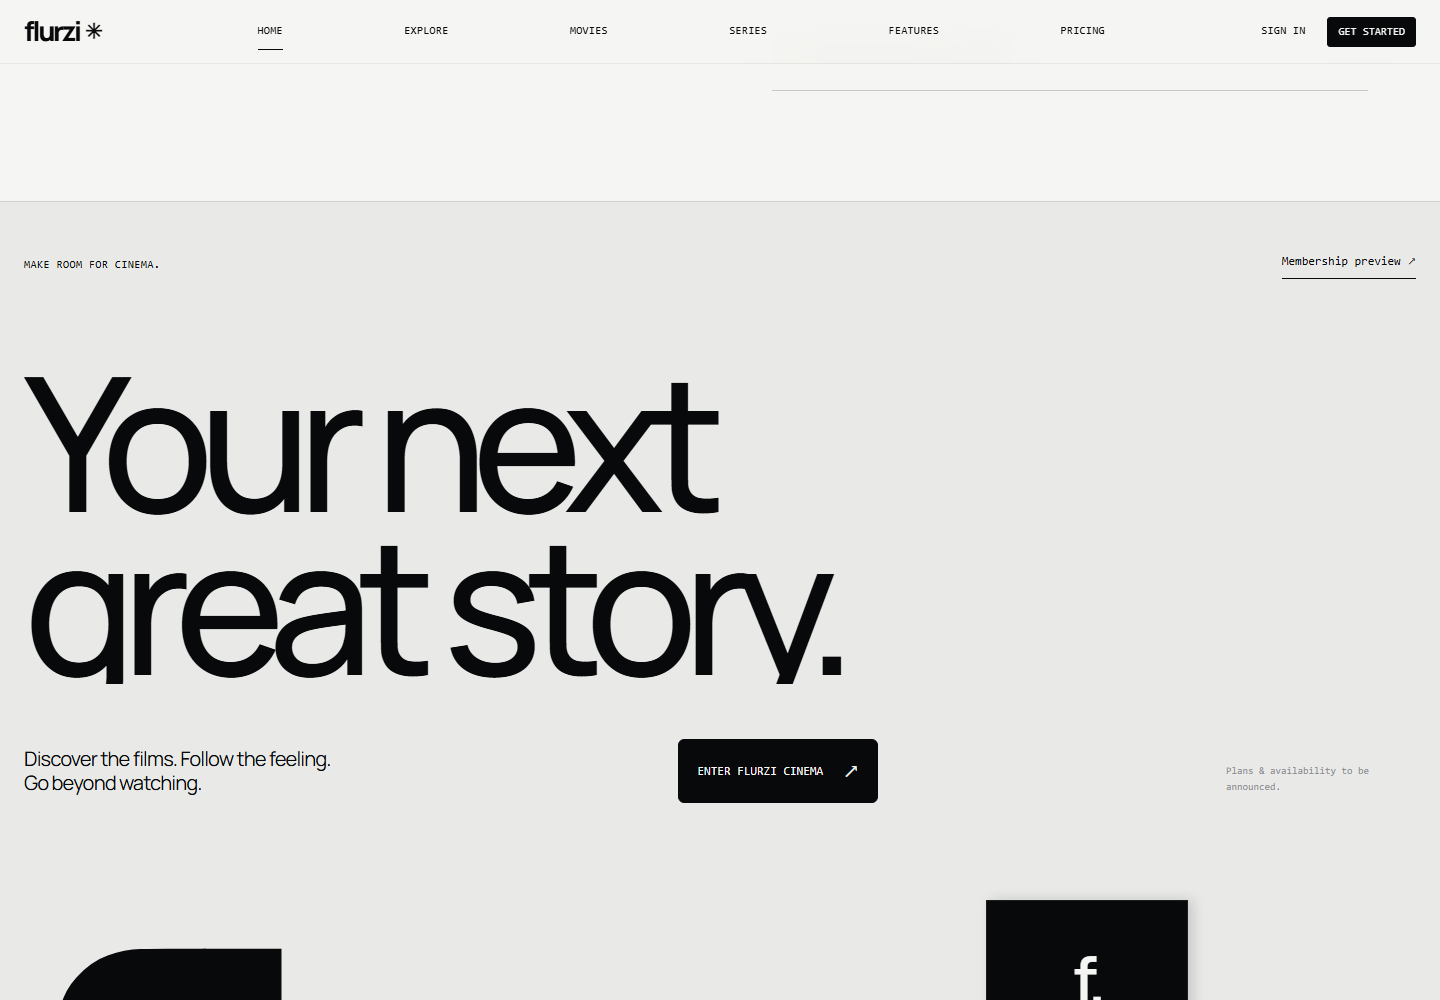 flurzi
HOME
EXPLORE
MOVIES
SERIES
FEATURES
PRICING
SIGN IN
GET STARTED
MAKE ROOM FOR CINEMA.
Membership preview ↗
Your next
great story.
Discover the films. Follow the feeling.
Go beyond watching.
ENTER FLURZI CINEMA ↗
Plans & availability to be
announced.
f.